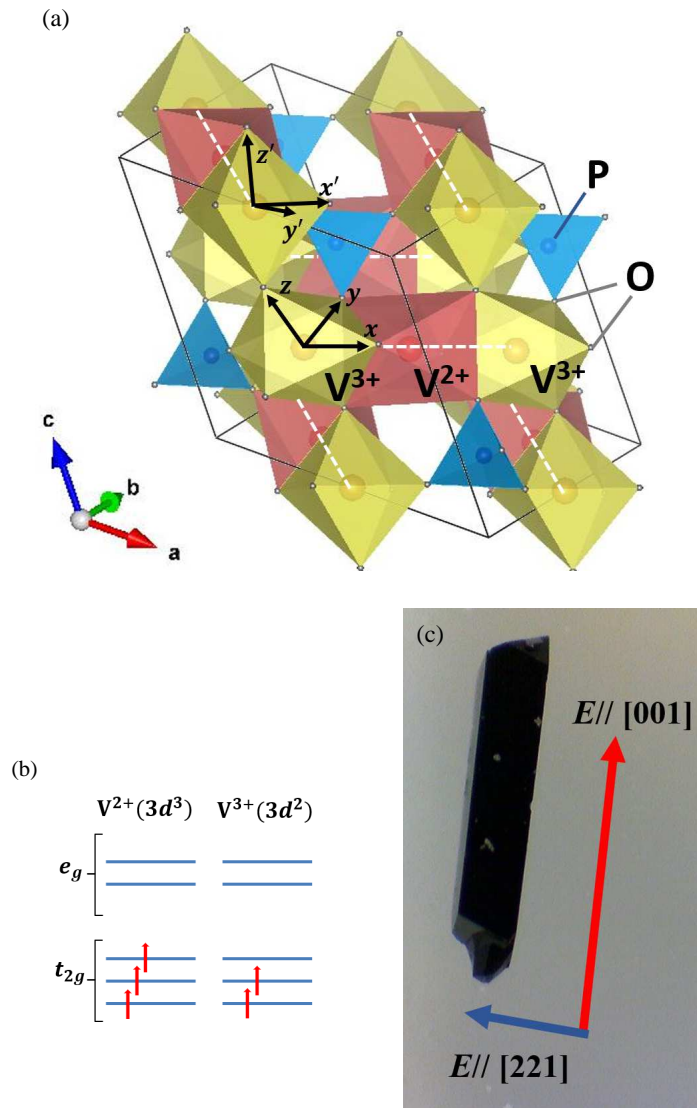 (a)
z′
x′
y′
P
O
z
y
x
V3+
V2+
V3+
c
b
a
(b)
V2+(3d3)
V3+(3d2)
eg
t2g
(c)
E// [001]
E// [221]